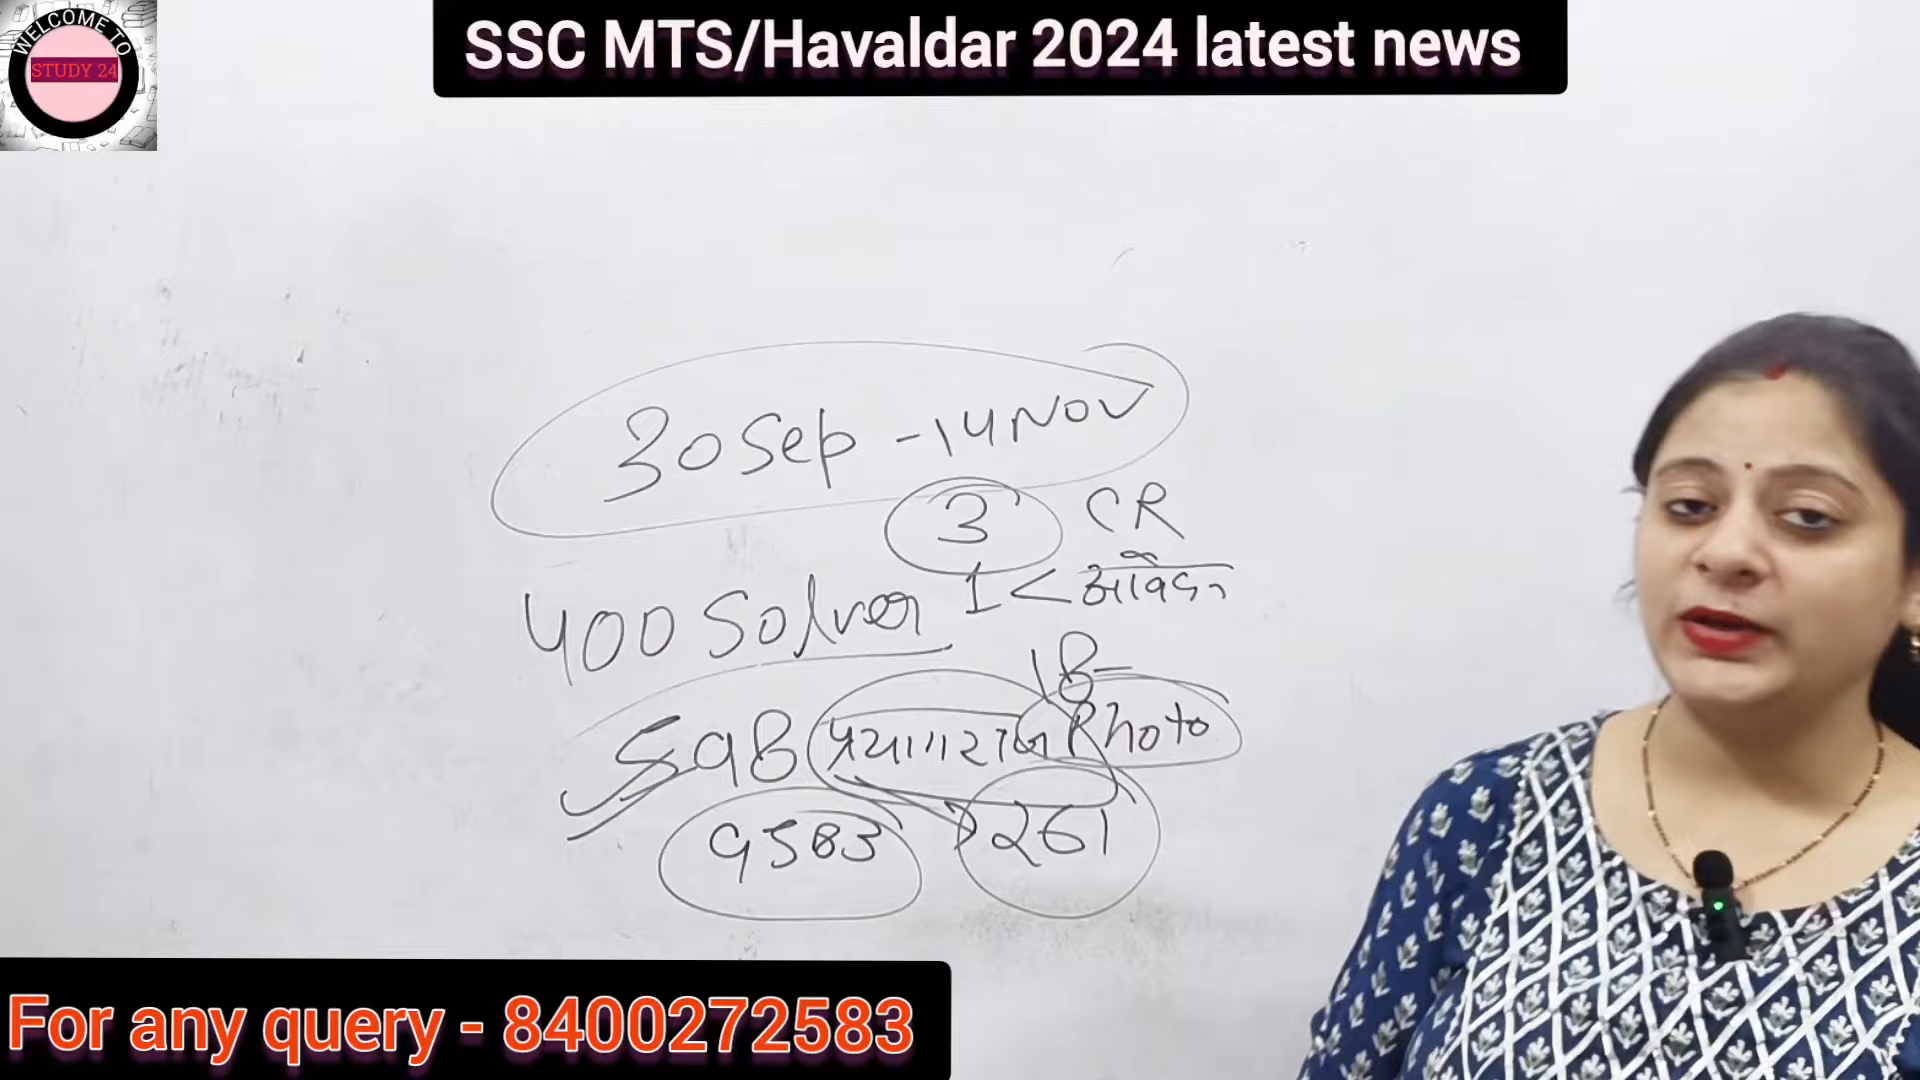 SSC MTS/Havaldar 2024 latest news
WELCOME TO
STUDY 24
30 Sep - 14 Nov
3 CR
400 Solver 1 < आवेदन
18
598 प्रयागराज Photo
9583 रटा
For any query - 8400272583